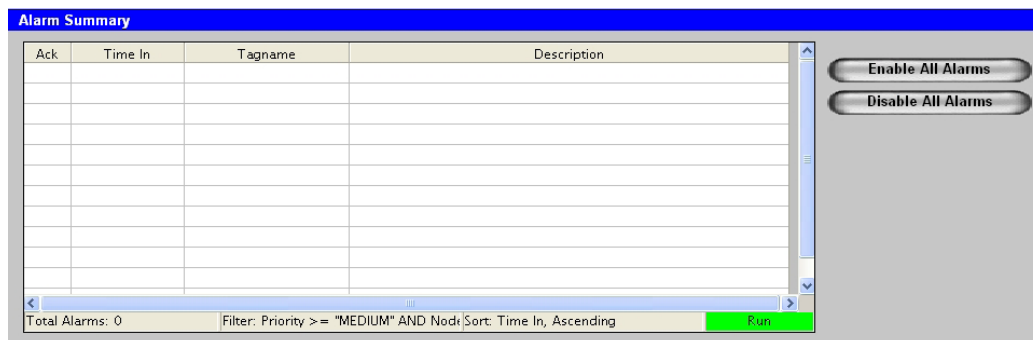 Alarm Summary
Ack Time In Tagname Description
Enable All Alarms
Disable All Alarms
Total Alarms: 0 Filter: Priority >= "MEDIUM" AND Node Sort: Time In, Ascending Run